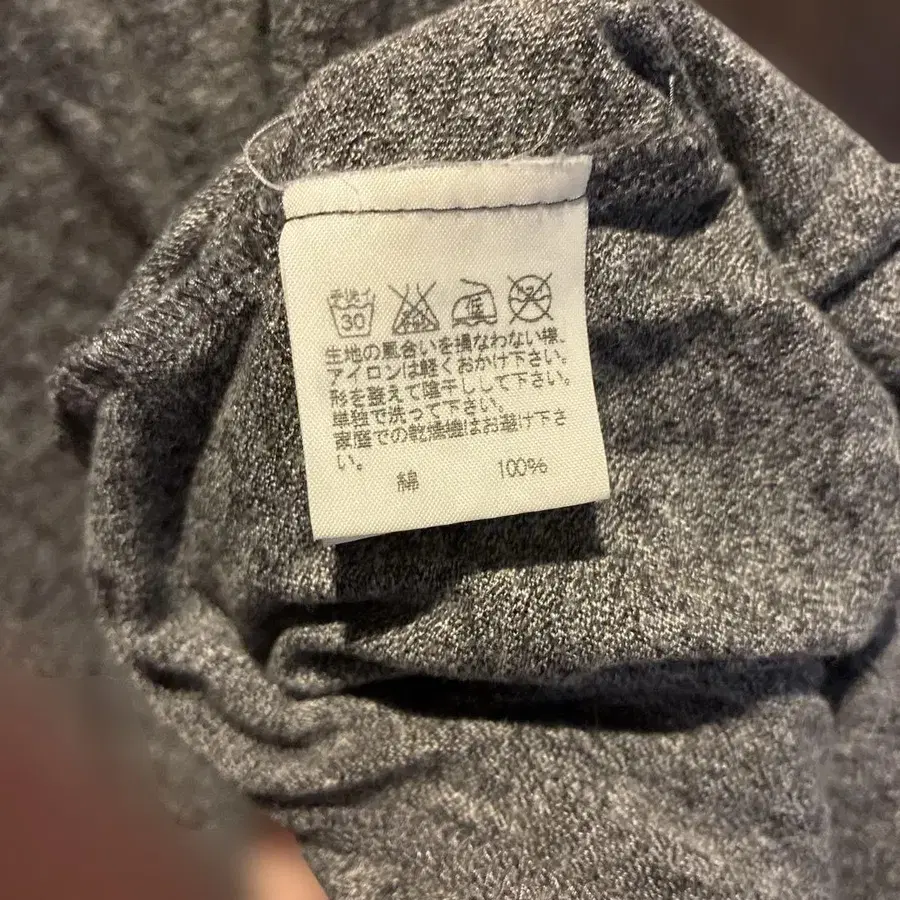 30
生地の風合いを損なわない様、
アイロンは軽くおかけ下さい。
形を整えて陰干しして下さい。
単独で洗って下さい。
家庭での乾燥機はお避け下さ
い。
綿 100%